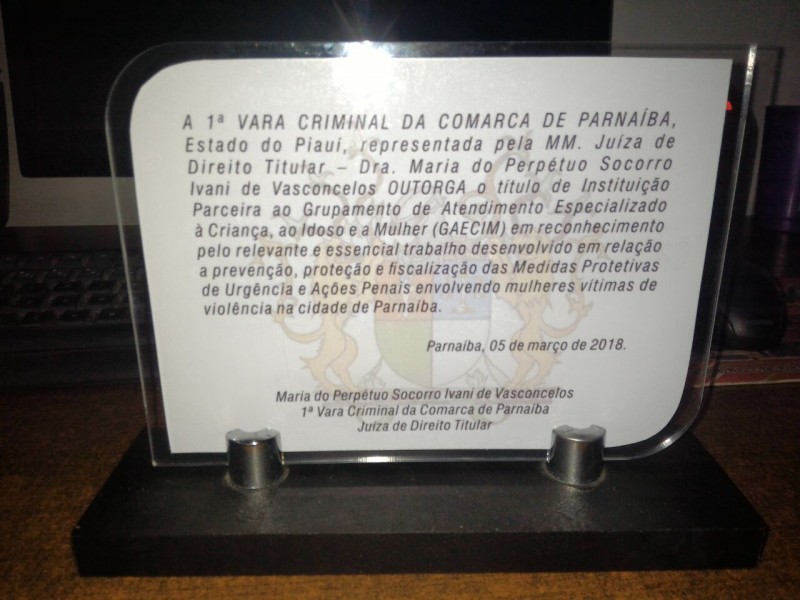 A 1ª VARA CRIMINAL DA COMARCA DE PARNAÍBA,
Estado do Piauí, representada pela MM. Juíza de
Direito Titular – Dra. Maria do Perpétuo Socorro
Ivani de Vasconcelos OUTORGA o título de Instituição
Parceira ao Grupamento de Atendimento Especializado
à Criança, ao Idoso e a Mulher (GAECIM) em reconhecimento
pelo relevante e essencial trabalho desenvolvido em relação
a prevenção, proteção e fiscalização das Medidas Protetivas
de Urgência e Ações Penais envolvendo mulheres vítimas de
violência na cidade de Parnaíba.
Parnaíba, 05 de março de 2018.
Maria do Perpétuo Socorro Ivani de Vasconcelos
1ª Vara Criminal da Comarca de Parnaíba
Juíza de Direito Titular